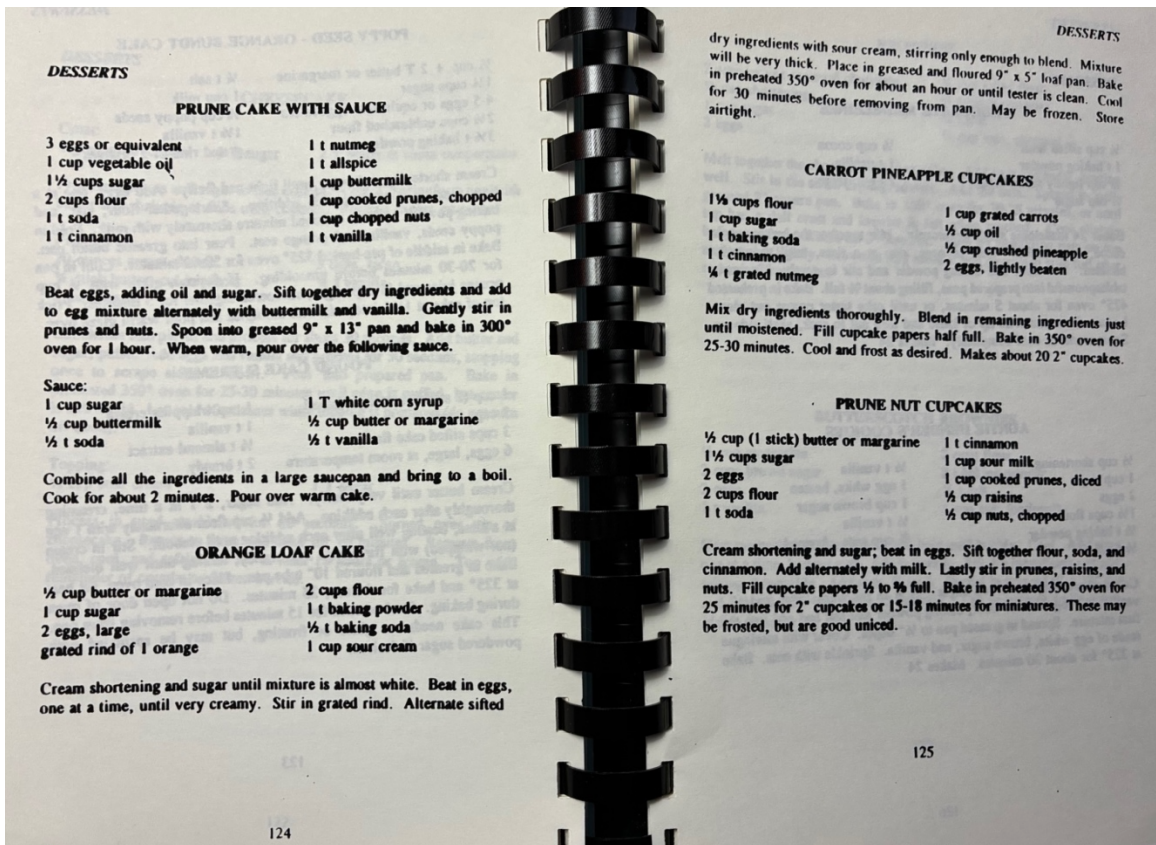 DESSERTS
PRUNE CAKE WITH SAUCE
3 eggs or equivalent
1 cup vegetable oil
1½ cups sugar
2 cups flour
1 t soda
1 t cinnamon
1 t nutmeg
1 t allspice
1 cup buttermilk
1 cup cooked prunes, chopped
1 cup chopped nuts
1 t vanilla
Beat eggs, adding oil and sugar. Sift together dry ingredients and add
to egg mixture alternately with buttermilk and vanilla. Gently stir in
prunes and nuts. Spoon into greased 9" x 13" pan and bake in 300°
oven for 1 hour. When warm, pour over the following sauce.
Sauce:
1 cup sugar
½ cup buttermilk
½ t soda
1 T white corn syrup
½ cup butter or margarine
½ t vanilla
Combine all the ingredients in a large saucepan and bring to a boil.
Cook for about 2 minutes. Pour over warm cake.
ORANGE LOAF CAKE
½ cup butter or margarine
1 cup sugar
2 eggs, large
grated rind of 1 orange
2 cups flour
1 t baking powder
½ t baking soda
1 cup sour cream
Cream shortening and sugar until mixture is almost white. Beat in eggs,
one at a time, until very creamy. Stir in grated rind. Alternate sifted
124
DESSERTS
dry ingredients with sour cream, stirring only enough to blend. Mixture
will be very thick. Place in greased and floured 9" x 5" loaf pan. Bake
in preheated 350° oven for about an hour or until tester is clean. Cool
for 30 minutes before removing from pan. May be frozen. Store
airtight.
CARROT PINEAPPLE CUPCAKES
cups flour
1 cup sugar
1 t baking soda
1 t cinnamon
¼ t grated nutmeg
1 cup grated carrots
cup oil
cup crushed pineapple
2 eggs, lightly beaten
Mix dry ingredients thoroughly. Blend in remaining ingredients just
until moistened. Fill cupcake papers half full. Bake in 350° oven for
25-30 minutes. Cool and frost as desired. Makes about 20 2" cupcakes.
PRUNE NUT CUPCAKES
½ cup (1 stick) butter or margarine
1½ cups sugar
2 eggs
2 cups flour
1 t soda
1 t cinnamon
1 cup sour milk
1 cup cooked prunes, diced
½ cup raisins
½ cup nuts, chopped
Cream shortening and sugar; beat in eggs. Sift together flour, soda, and
cinnamon. Add alternately with milk. Lastly stir in prunes, raisins, and
nuts. Fill cupcake papers to full. Bake in preheated 350° oven for
25 minutes for 2" cupcakes or 15-18 minutes for miniatures. These may
be frosted, but are good uniced.
125